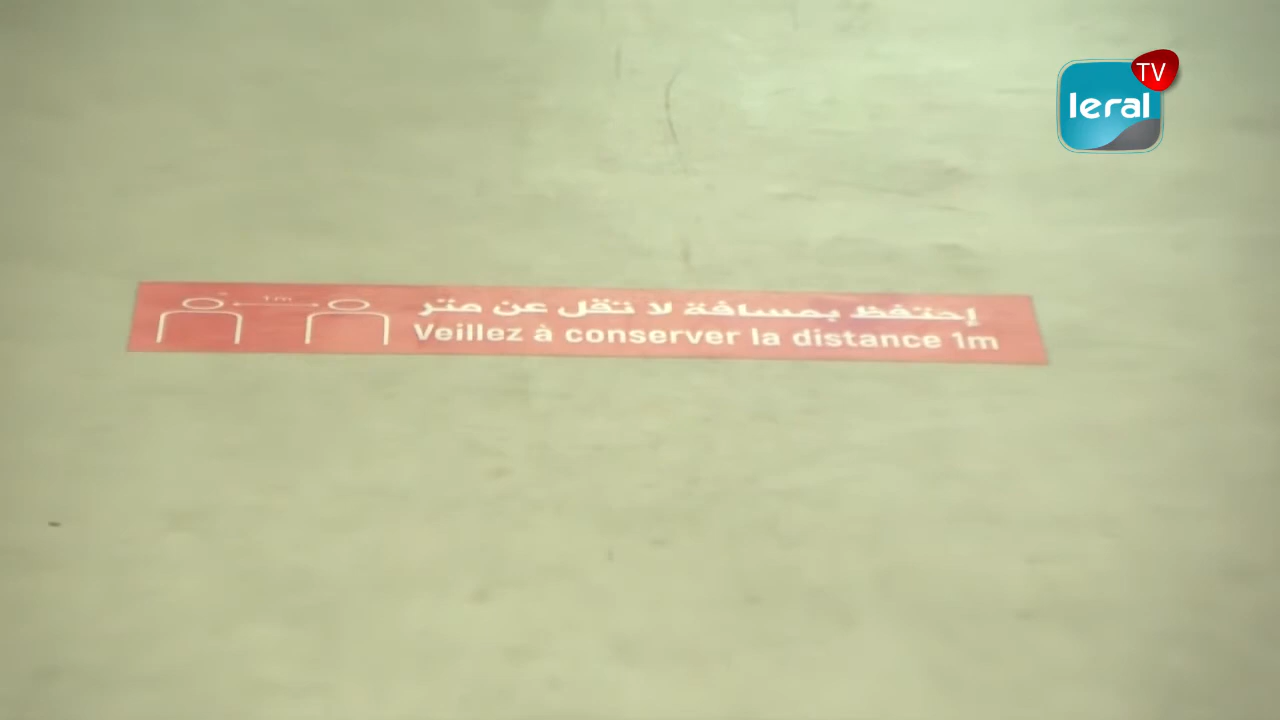 TV
leral
1m
إحتفظ بمسافة لا تقل عن متر
Veillez à conserver la distance 1m